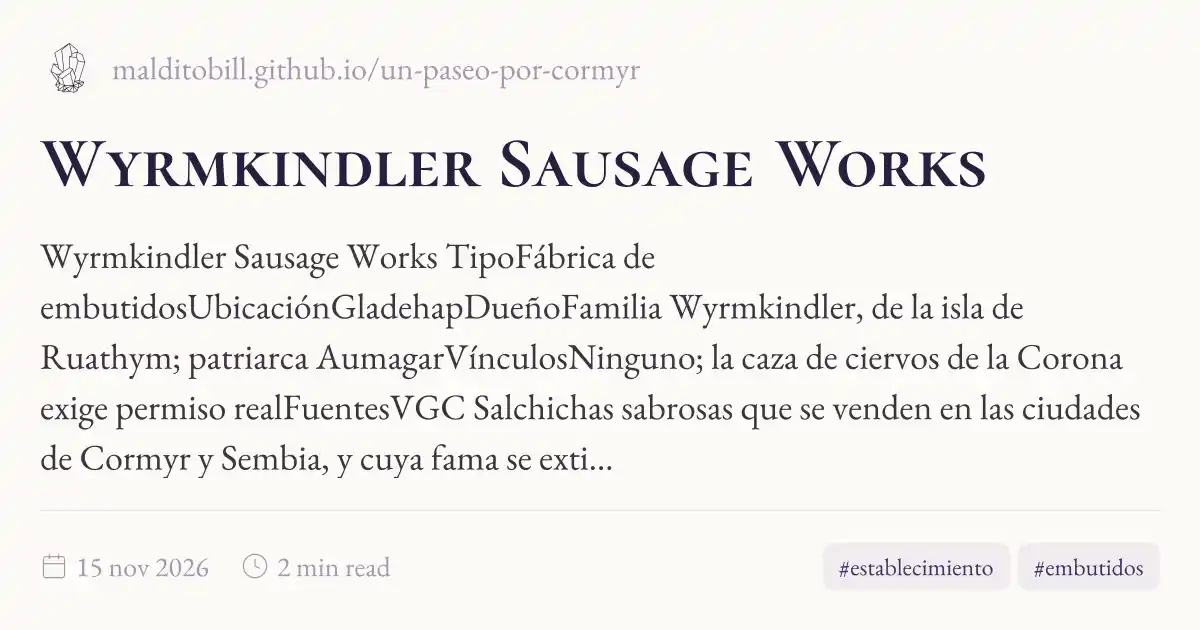 malditobill.github.io/un-paseo-por-cormyr
Wyrmkindler Sausage Works
Wyrmkindler Sausage Works TipoFábrica de
embutidosUbicaciónGladehapDueñoFamilia Wyrmkindler, de la isla de
Ruathym; patriarca AumagarVínculosNinguno; la caza de ciervos de la Corona
exige permiso realFuentesVGC Salchichas sabrosas que se venden en las ciudades
de Cormyr y Sembia, y cuya fama se exti...
15 nov 2026
2 min read
#establecimiento
#embutidos